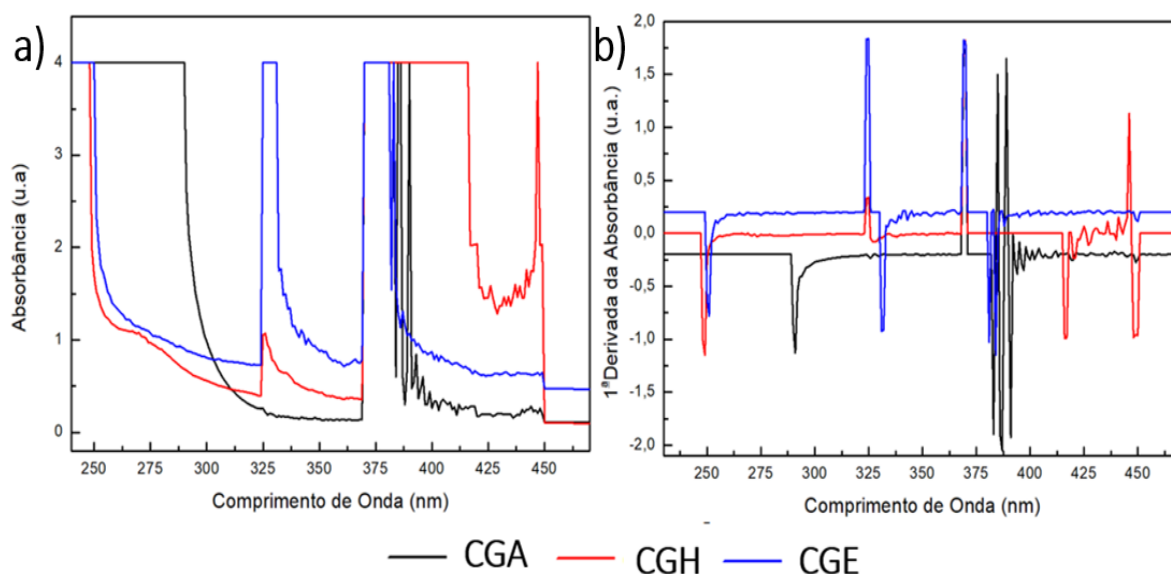 a)
4
3
2
1
0
Absorbância (u.a)
250 275 300 325 350 375 400 425 450
Comprimento de Onda (nm)
b)
2,0
1,5
1,0
0,5
0,0
-0,5
-1,0
-1,5
-2,0
1ªDerivada da Absorbância (u.a.)
250 275 300 325 350 375 400 425 450
Comprimento de Onda (nm)
CGA CGH CGE